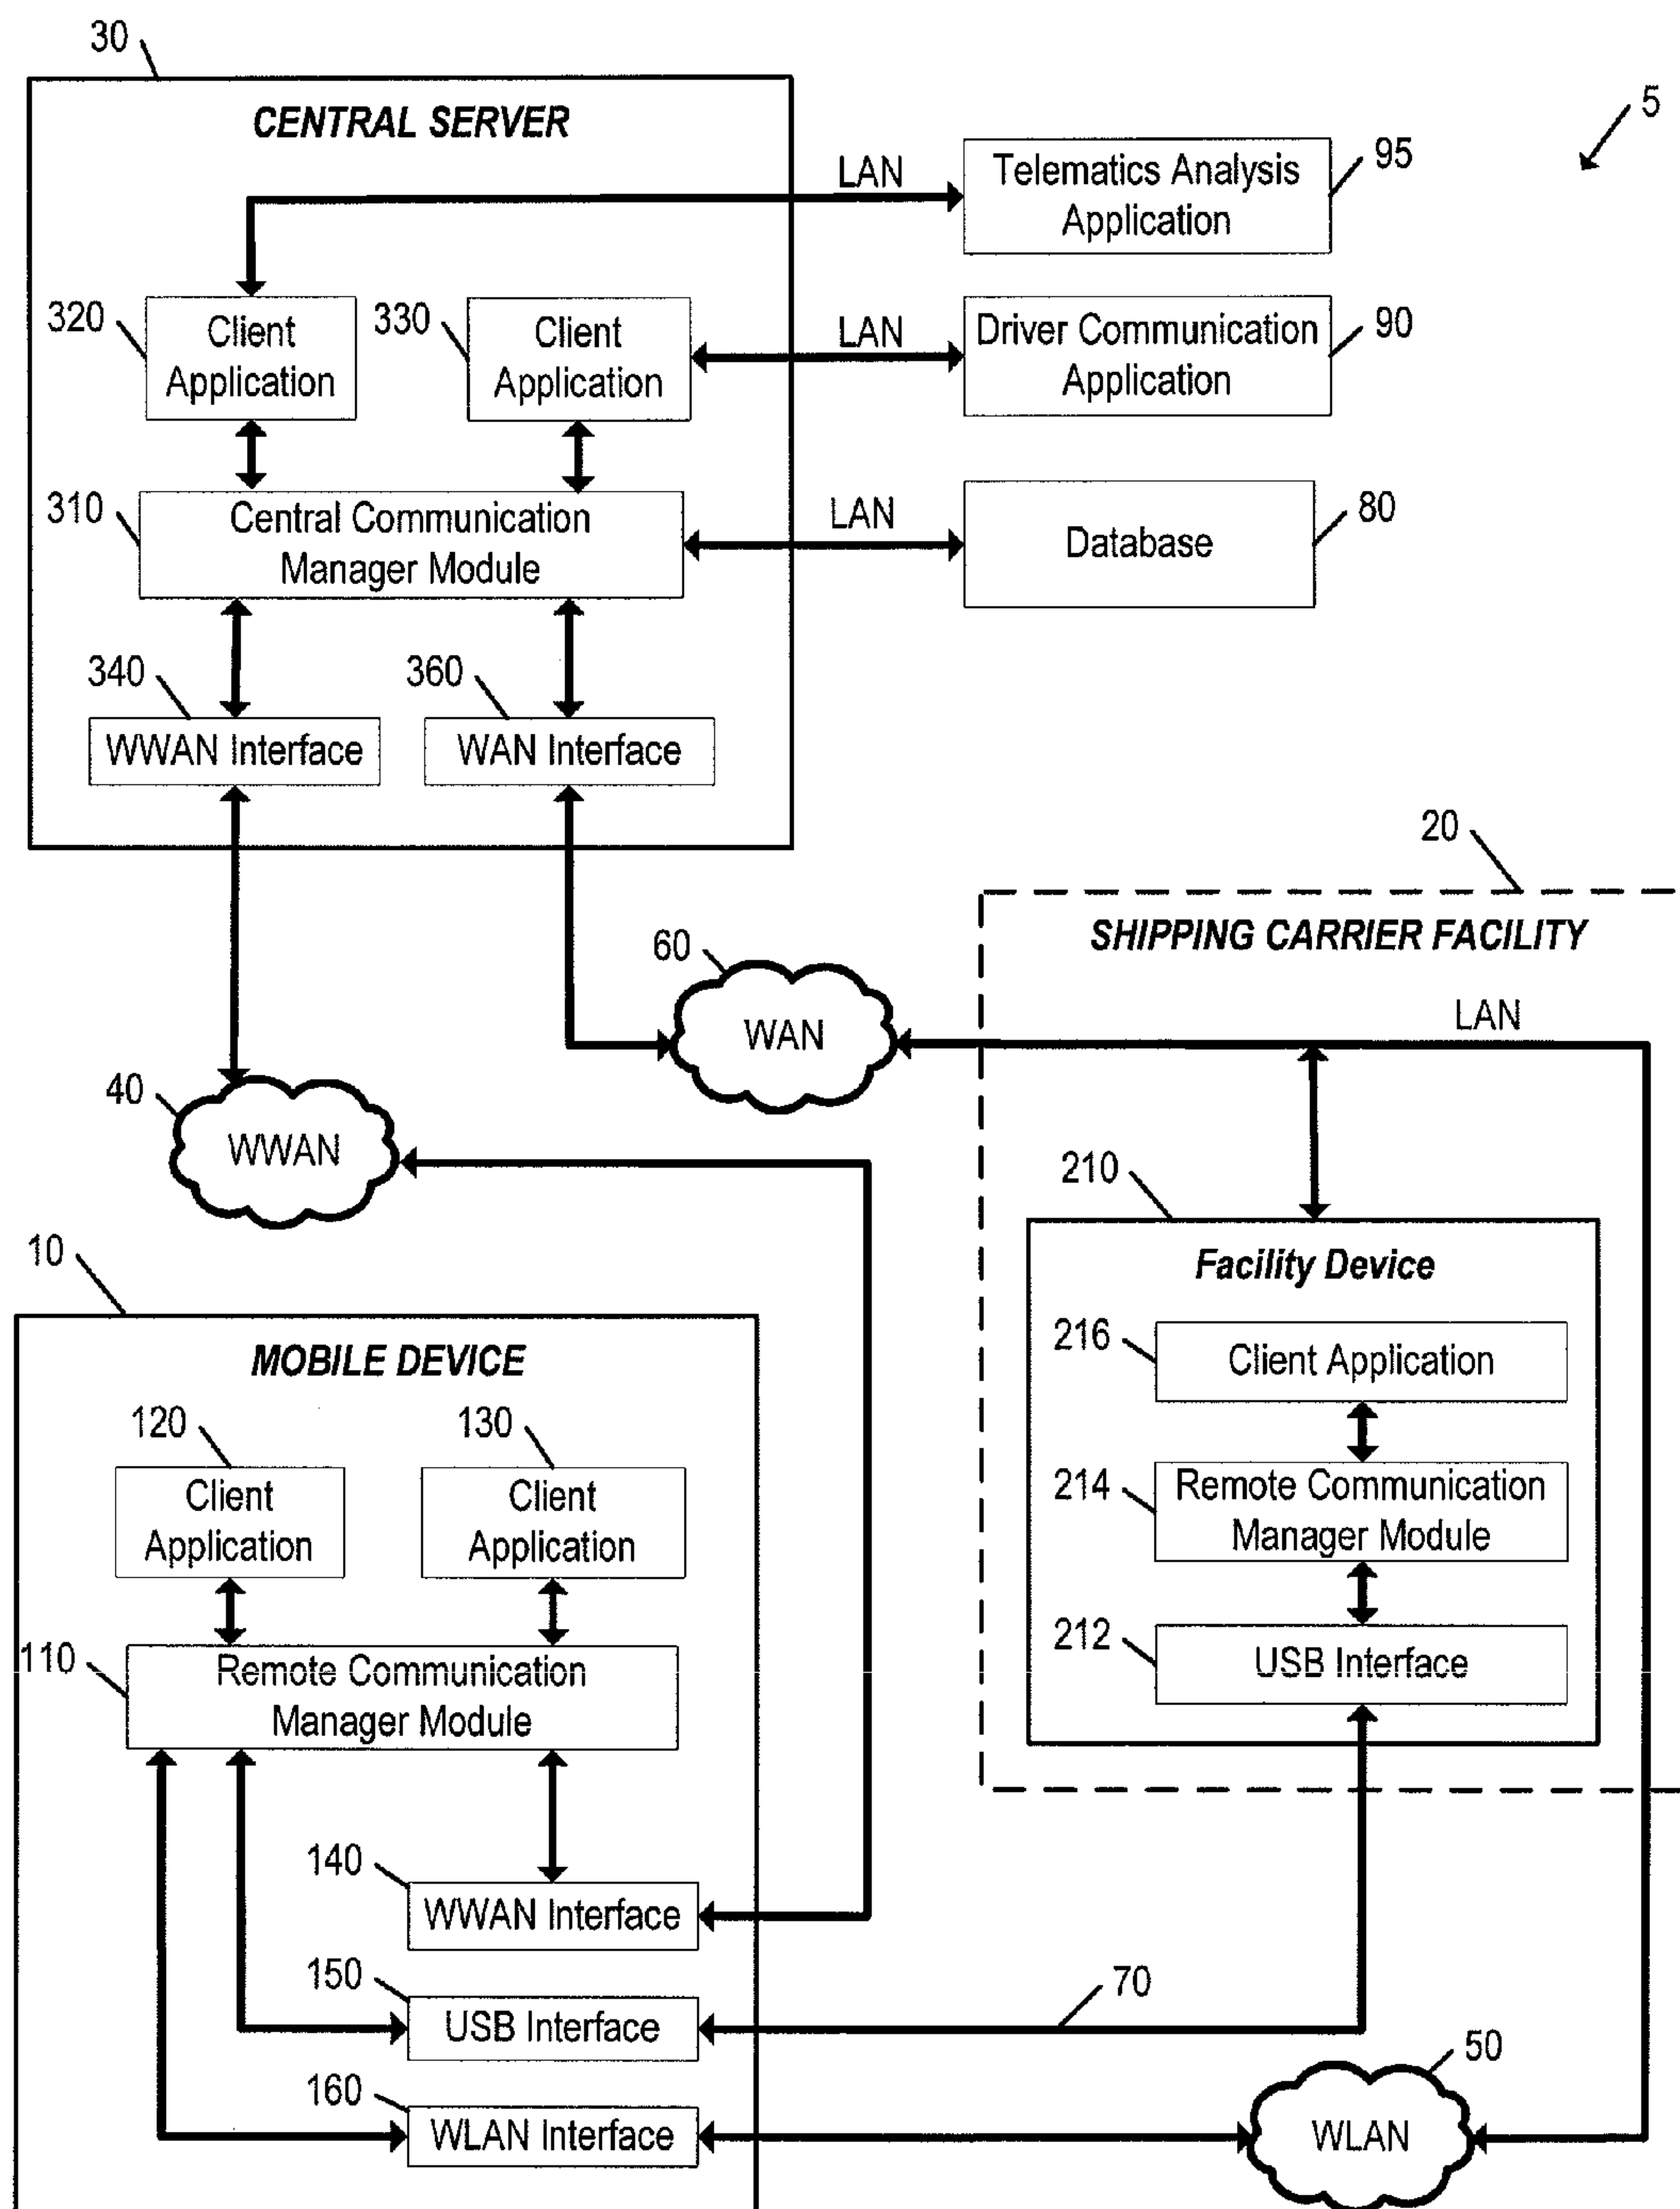 30
CENTRAL SERVER
5
LAN
Telematics Analysis
Application
95
320
Client
Application
330
Client
Application
LAN
Driver Communication
Application
90
310
Central Communication
Manager Module
LAN
Database
80
340
WWAN Interface
360
WAN Interface
20
SHIPPING CARRIER FACILITY
60
WAN
LAN
40
WWAN
210
Facility Device
10
MOBILE DEVICE
216
Client Application
120
Client
Application
130
Client
Application
214
Remote Communication
Manager Module
110
Remote Communication
Manager Module
212
USB Interface
140
WWAN Interface
150
USB Interface
70
50
160
WLAN Interface
WLAN